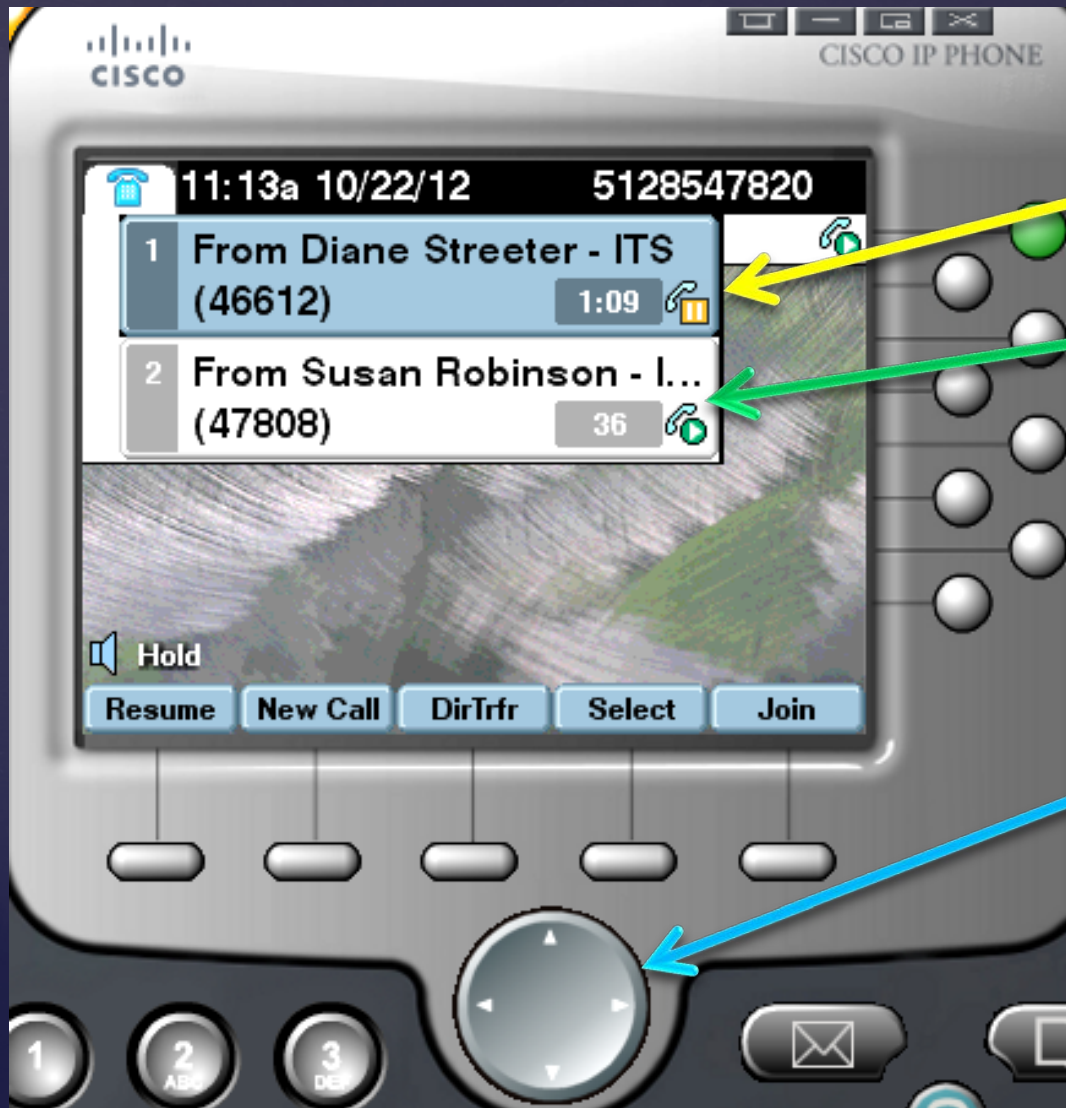 CISCO
CISCO IP PHONE
11:13a 10/22/12 5128547820
1 From Diane Streeter - ITS
(46612) 1:09
2 From Susan Robinson - I...
(47808) 36
Hold
Resume New Call DirTrfr Select Join
1 2 3
ABC DEF